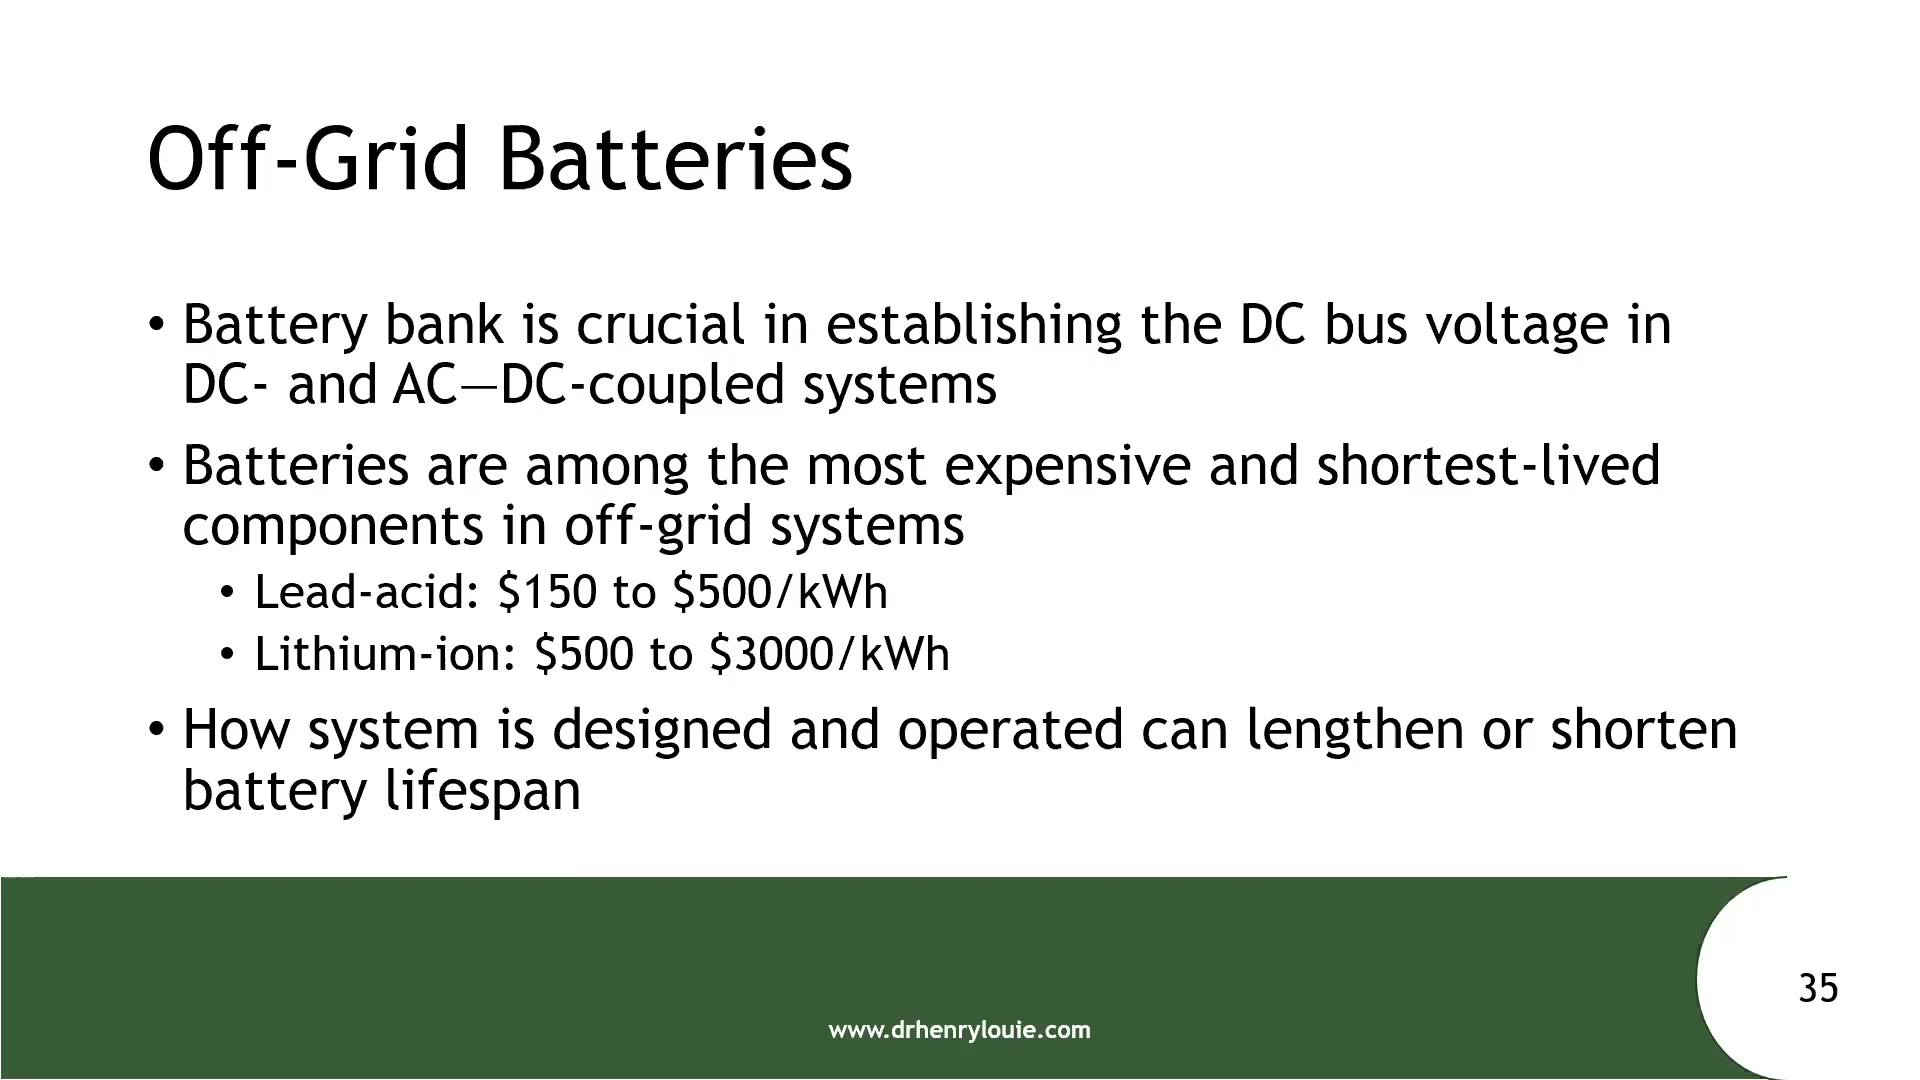 Off-Grid Batteries
• Battery bank is crucial in establishing the DC bus voltage in
DC- and AC—DC-coupled systems
• Batteries are among the most expensive and shortest-lived
components in off-grid systems
• Lead-acid: $150 to $500/kWh
• Lithium-ion: $500 to $3000/kWh
• How system is designed and operated can lengthen or shorten
battery lifespan
35
www.drhenrylouie.com